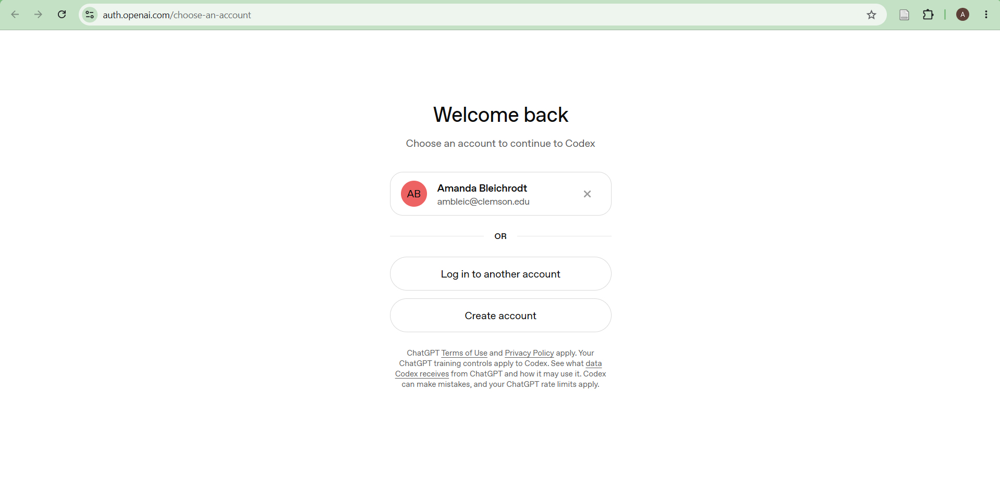 auth.openai.com/choose-an-account
A
Welcome back
Choose an account to continue to Codex
AB
Amanda Bleichrodt
ambleic@clemson.edu
OR
Log in to another account
Create account
ChatGPT Terms of Use and Privacy Policy apply. Your
ChatGPT training controls apply to Codex. See what data
Codex receives from ChatGPT and how it may use it. Codex
can make mistakes, and your ChatGPT rate limits apply.